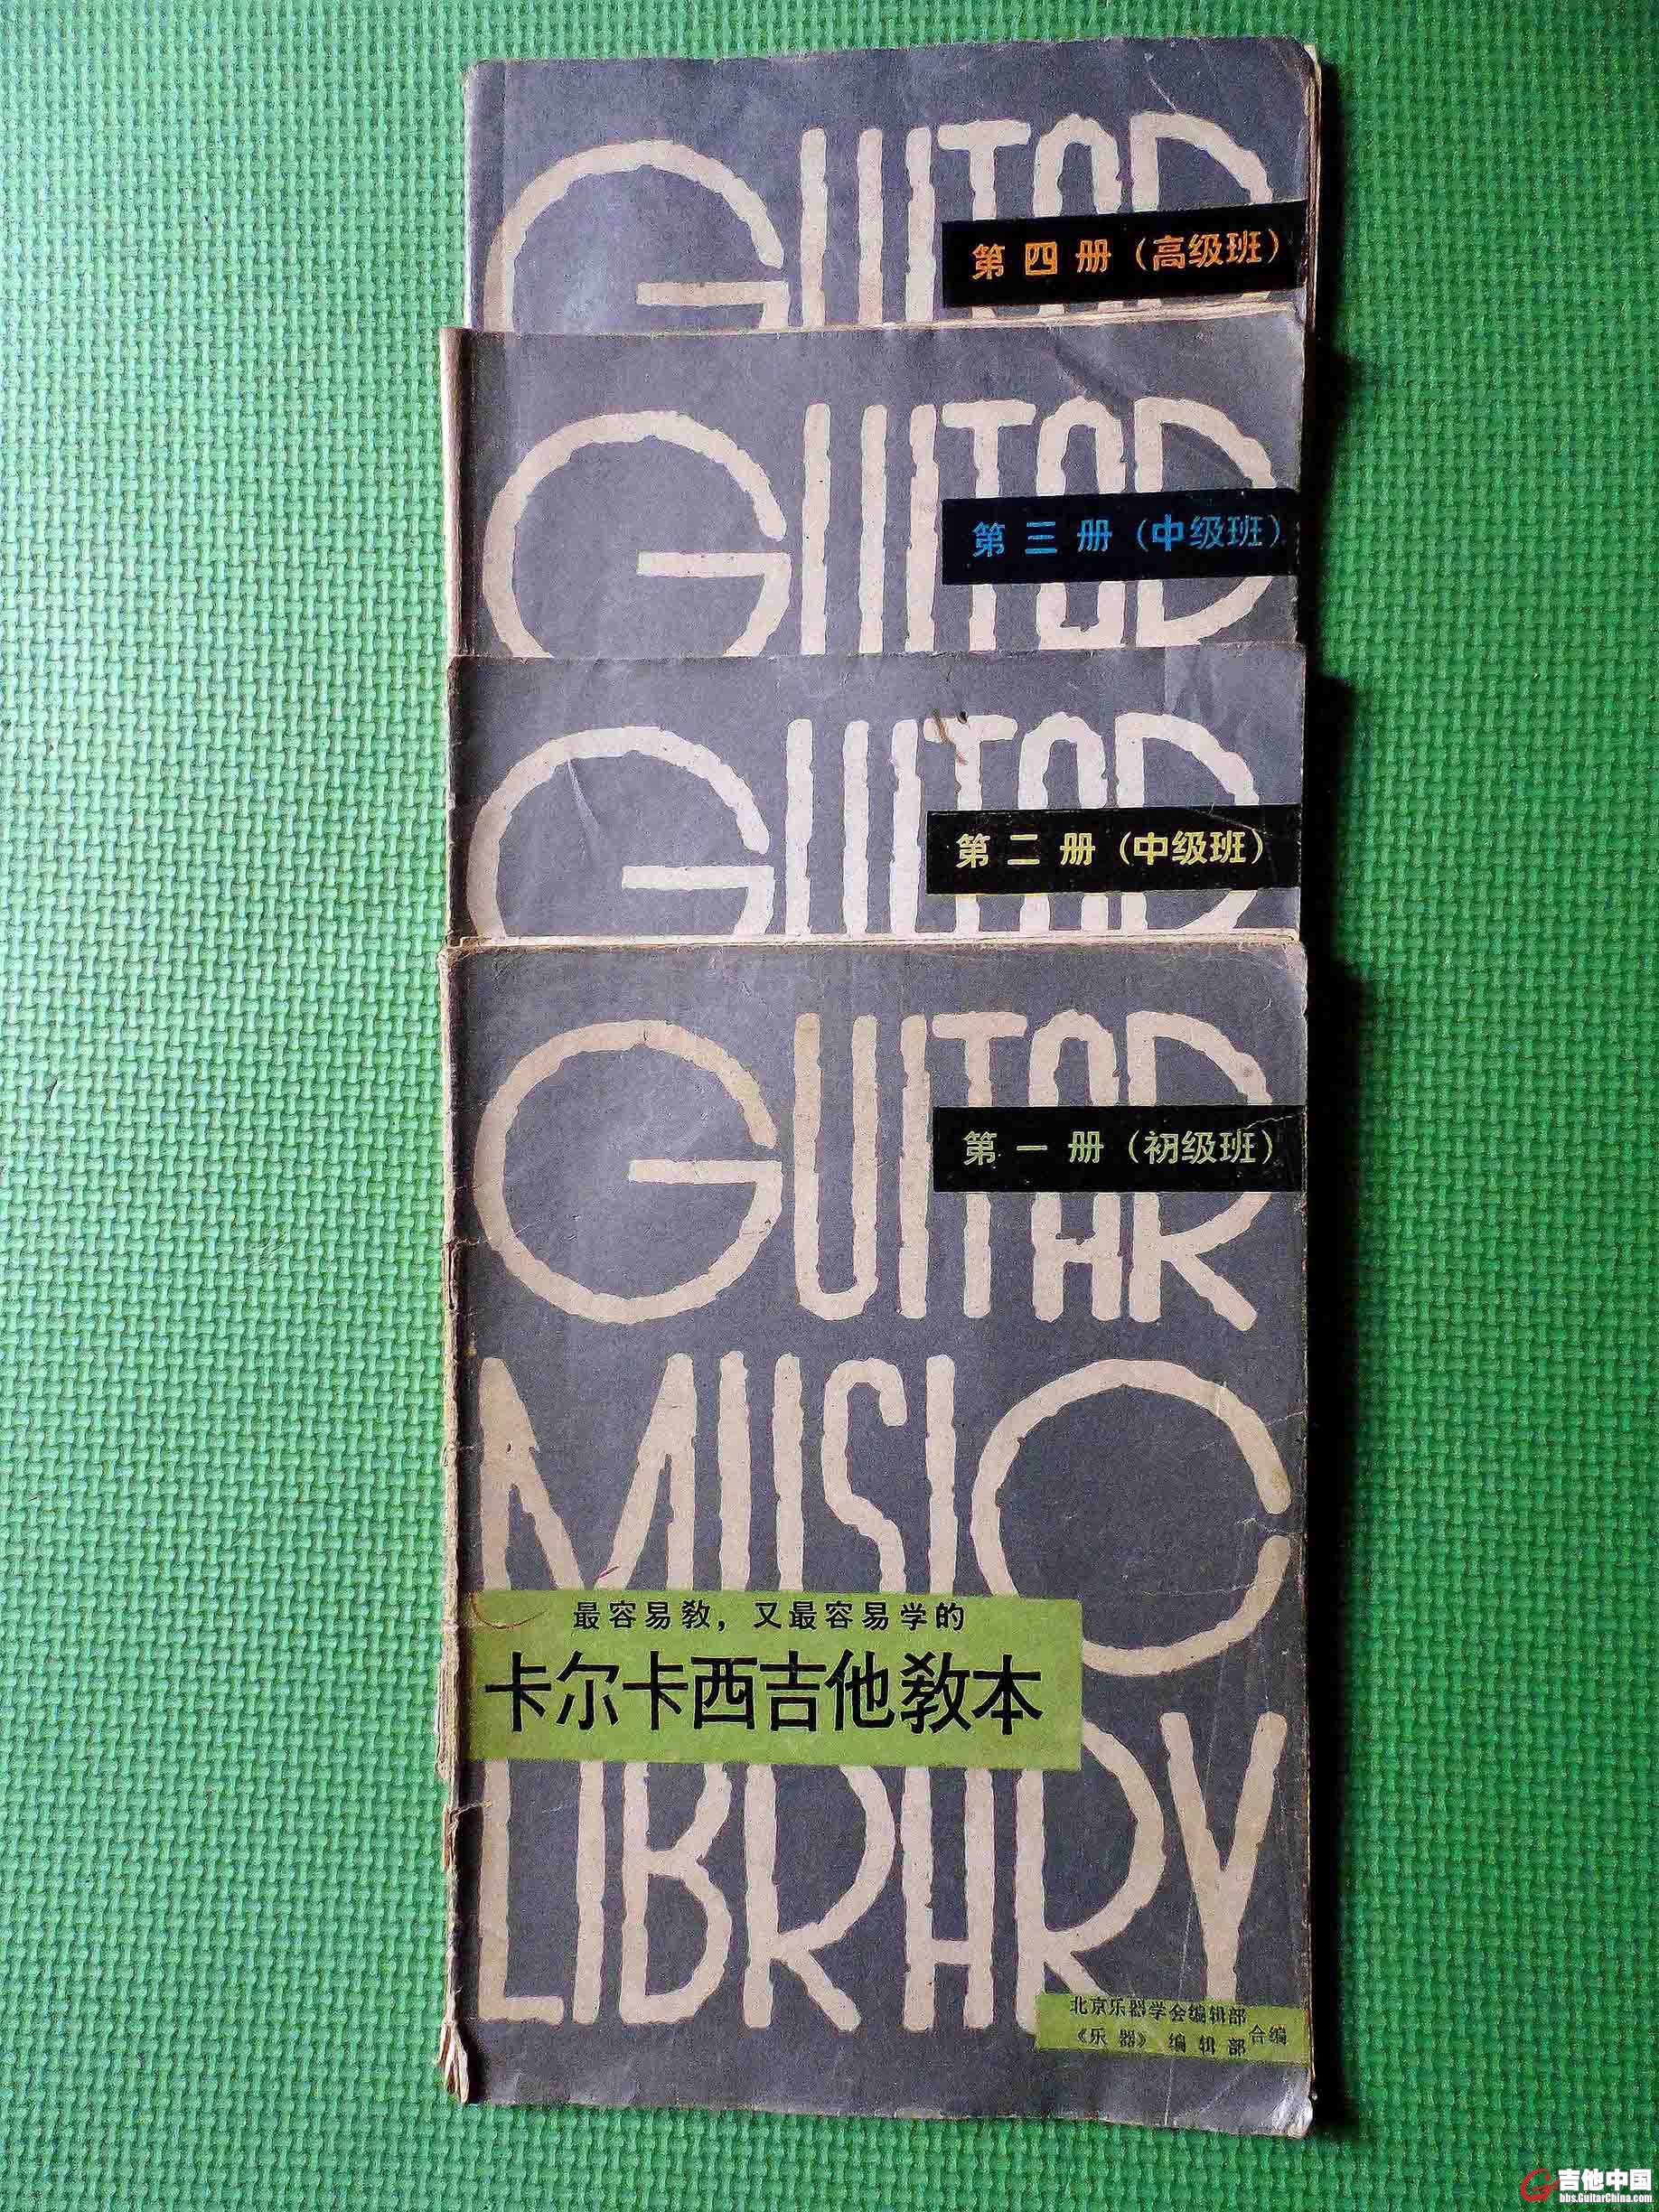 GUITAR
第四册（高级班）
GUITAR
第三册（中级班）
GUITAR
第二册（中级班）
GUITAR
第一册（初级班）
MUSIC
最容易教，又最容易学的
卡尔卡西吉他教本
LIBRARY
北京乐器学会编辑部
《乐器》编辑部合编
吉他中国
bbs.GuitarChina.com